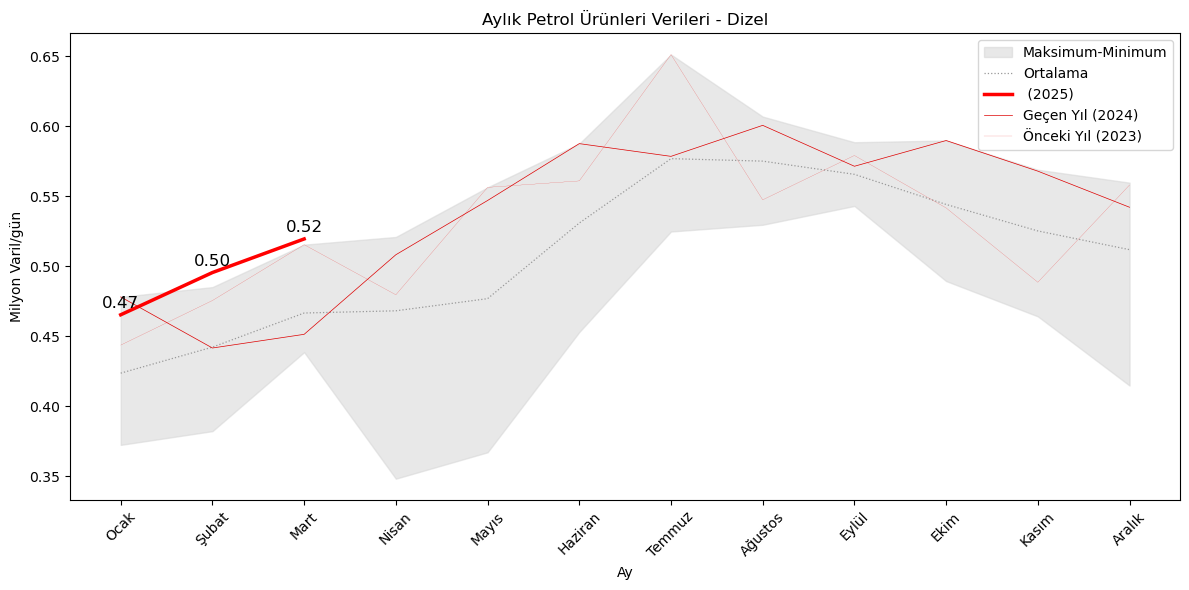 Aylık Petrol Ürünleri Verileri - Dizel
Maksimum-Minimum
Ortalama
(2025)
Geçen Yıl (2024)
Önceki Yıl (2023)
Milyon Varil/gün
0.65
0.60
0.55
0.50
0.45
0.40
0.35
0.47
0.50
0.52
Ocak
Şubat
Mart
Nisan
Mayıs
Haziran
Temmuz
Ağustos
Eylül
Ekim
Kasım
Aralık
Ay